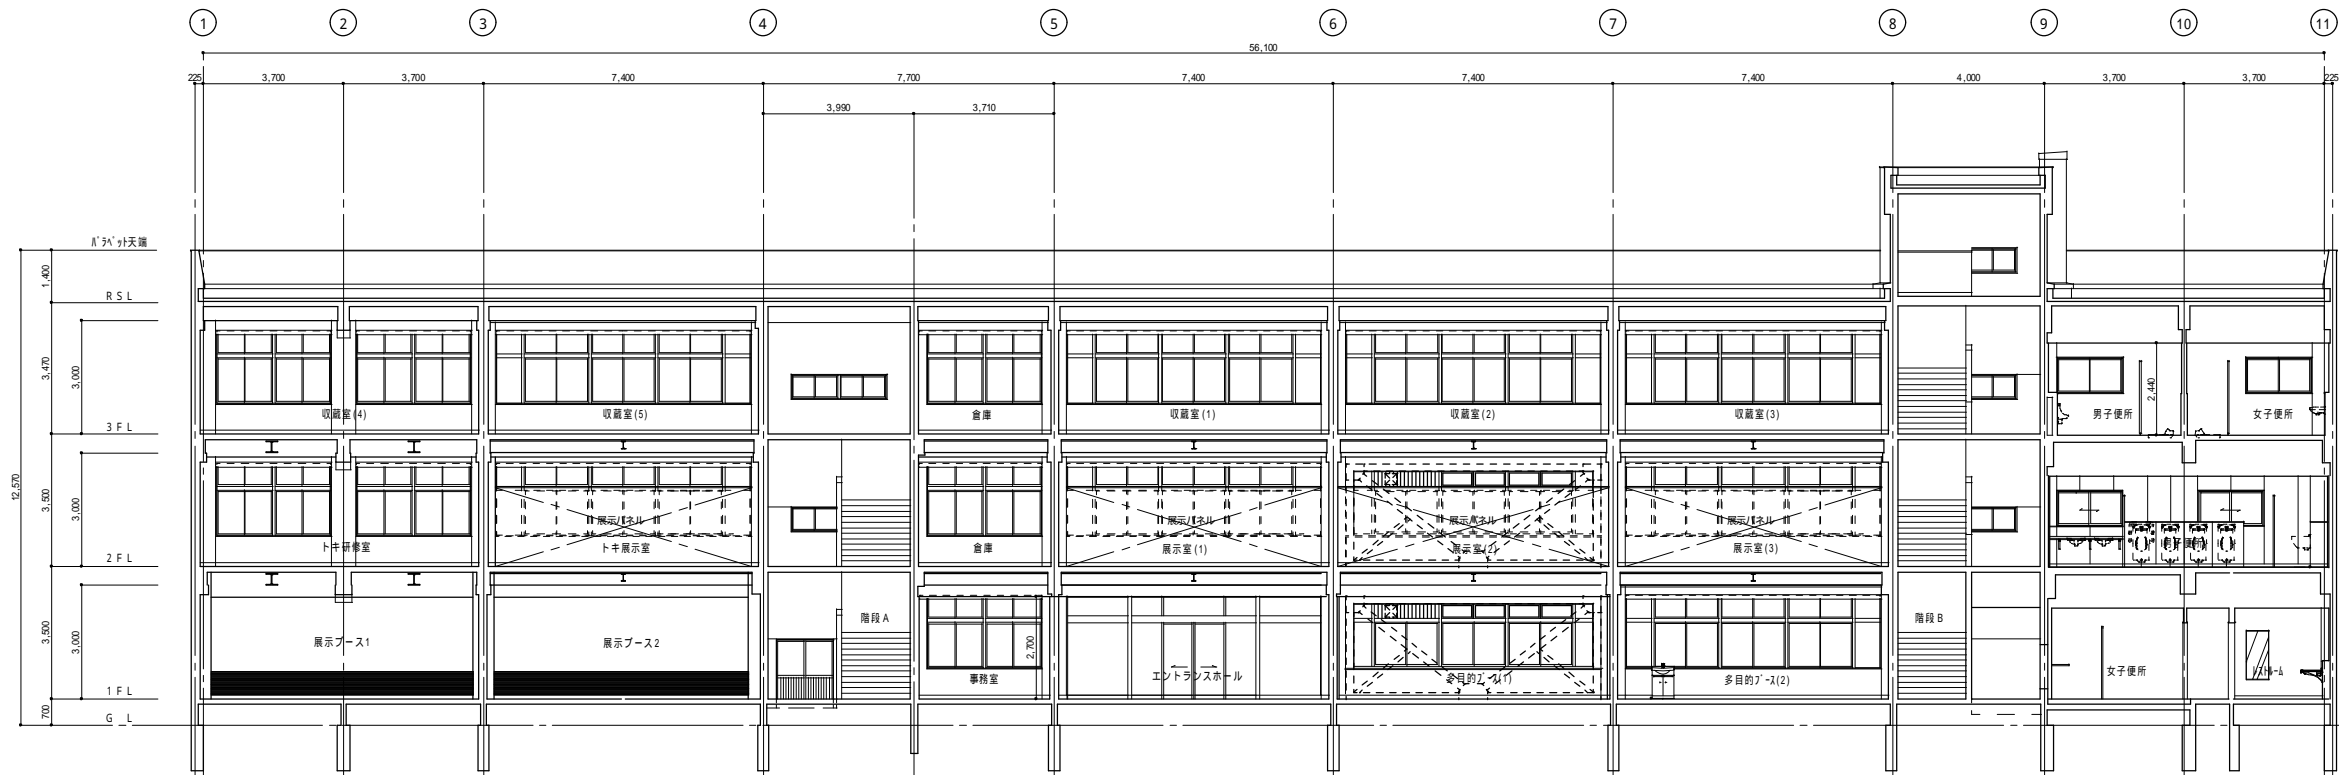 1 2 3 4 5 6 7 8 9 10 11
56,100
225 3,700 3,700 7,400 7,700 7,400 7,400 7,400 4,000 3,700 3,700 225
3,990 3,710
パラペット天端
1,400
RSL
3,470
3,000
収蔵室(4) 収蔵室(5) 倉庫 収蔵室(1) 収蔵室(2) 収蔵室(3) 男子便所 2,440 女子便所
3FL
12,570
3,500
3,000
展示パネル 展示パネル 展示パネル 展示パネル
トキ研修室 トキ展示室 倉庫 展示室(1) 展示室(2) 展示室(3) 男子便所
2FL
3,500
3,000
階段A 階段B
展示ブース1 展示ブース2 2,700
事務室 エントランスホール 多目的ブース(1) 多目的ブース(2) 女子便所 レストルーム
1FL
700
GL